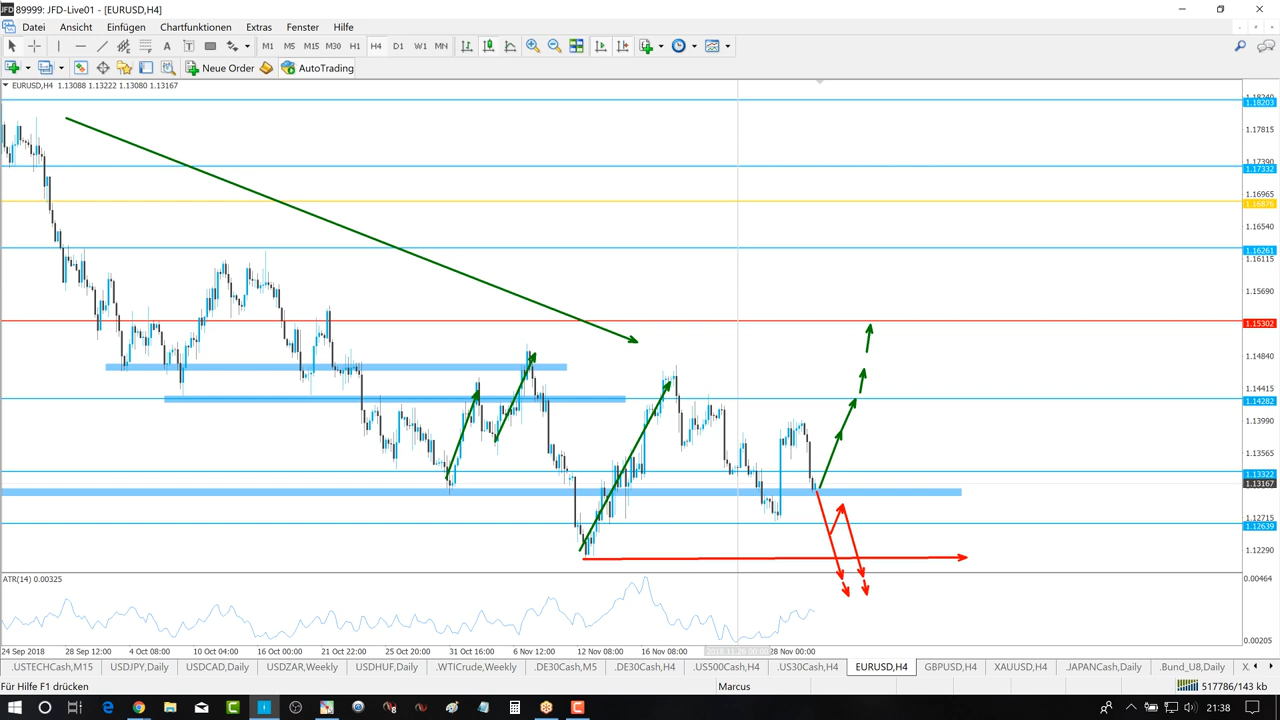 89999: JFD-Live01 - [EURUSD,H4]
Datei Ansicht Einfügen Chartfunktionen Extras Fenster Hilfe
M1 M5 M15 M30 H1 H4 D1 W1 MN
Neue Order AutoTrading
EURUSD,H4 1.13088 1.13222 1.13080 1.13167
1.18203
1.17815
1.17390
1.17332
1.16965
1.16876
1.16540
1.16261
1.16115
1.15690
1.15302
1.14840
1.14415
1.14282
1.13990
1.13565
1.13322
1.13167
1.12715
1.12639
1.12290
ATR(14) 0.00325
0.00464
0.00205
24 Sep 2018 28 Sep 12:00 4 Oct 08:00 10 Oct 04:00 16 Oct 00:00 21 Oct 22:00 25 Oct 20:00 31 Oct 16:00 6 Nov 12:00 12 Nov 08:00 16 Nov 08:00 2018.11.26 00:00 28 Nov 00:00
.USTECHCash,M15 USDJPY,Daily USDCAD,Daily USDZAR,Weekly USDHUF,Daily .WTICrude,Weekly .DE30Cash,M5 .DE30Cash,H4 .US500Cash,H4 .US30Cash,H4 EURUSD,H4 GBPUSD,H4 XAUUSD,H4 .JAPANCash,Daily .Bund_U8,Daily
Für Hilfe F1 drücken Marcus 517786/143 kb
21:38